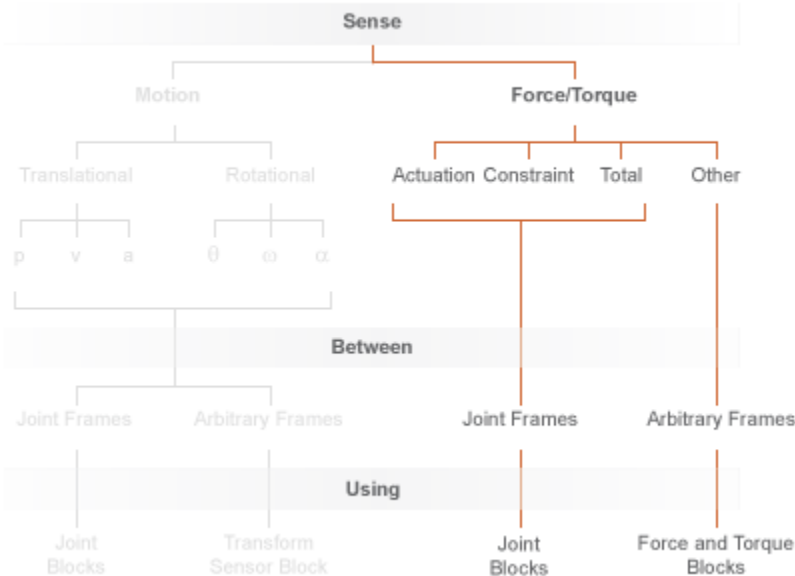 Sense
Motion Force/Torque
Translational Rotational Actuation Constraint Total Other
p v a θ ω α
Between
Joint Frames Arbitrary Frames Joint Frames Arbitrary Frames
Using
Joint Transform Joint Force and Torque
Blocks Sensor Block Blocks Blocks